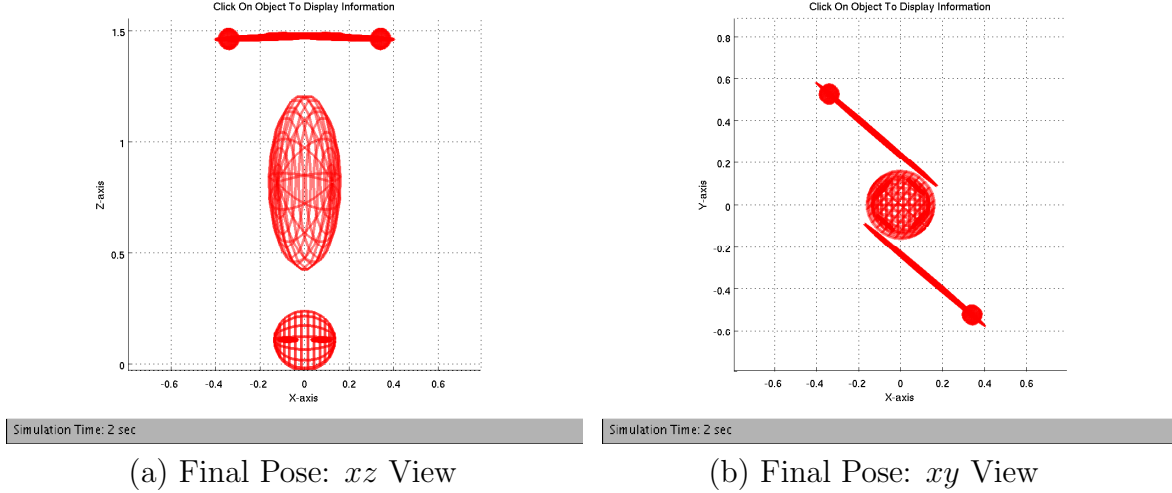 Click On Object To Display Information
1.5
1
0.5
0
Z-axis
-0.6 -0.4 -0.2 0 0.2 0.4 0.6
X-axis
Simulation Time: 2 sec
(a) Final Pose: xz View
Click On Object To Display Information
0.8
0.6
0.4
0.2
0
-0.2
-0.4
-0.6
Y-axis
-0.6 -0.4 -0.2 0 0.2 0.4 0.6
X-axis
Simulation Time: 2 sec
(b) Final Pose: xy View